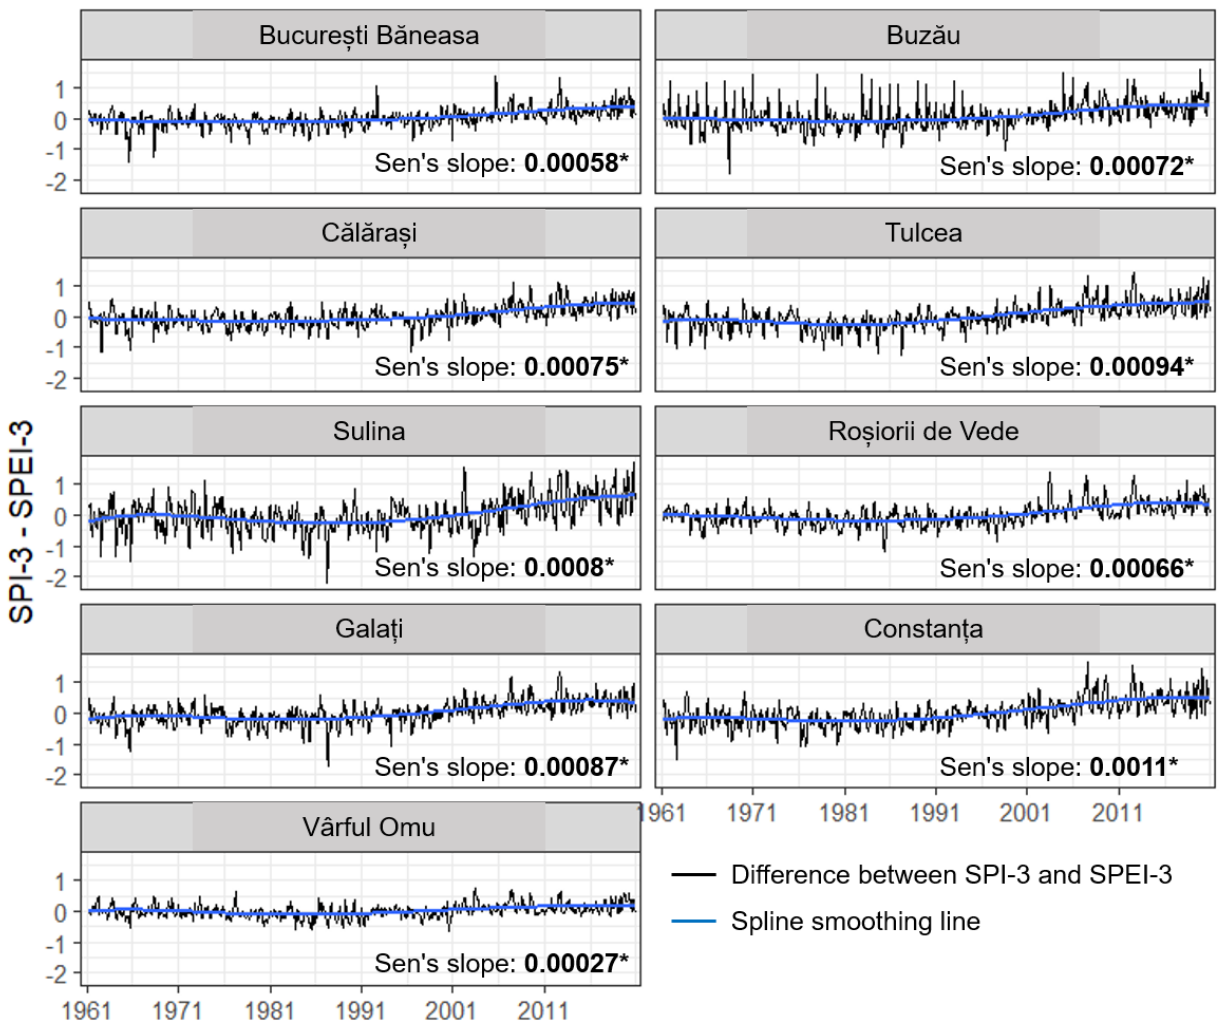 București Băneasa
Buzău
1
0
-1
-2
Sen's slope: 0.00058*
Sen's slope: 0.00072*
Călărași
Tulcea
1
0
-1
-2
Sen's slope: 0.00075*
Sen's slope: 0.00094*
SPI-3 - SPEI-3
Sulina
Roșiorii de Vede
1
0
-1
-2
Sen's slope: 0.0008*
Sen's slope: 0.00066*
Galați
Constanța
1
0
-1
-2
Sen's slope: 0.00087*
Sen's slope: 0.0011*
1961 1971 1981 1991 2001 2011
Vârful Omu
1
0
-1
-2
Sen's slope: 0.00027*
1961 1971 1981 1991 2001 2011
Difference between SPI-3 and SPEI-3
Spline smoothing line